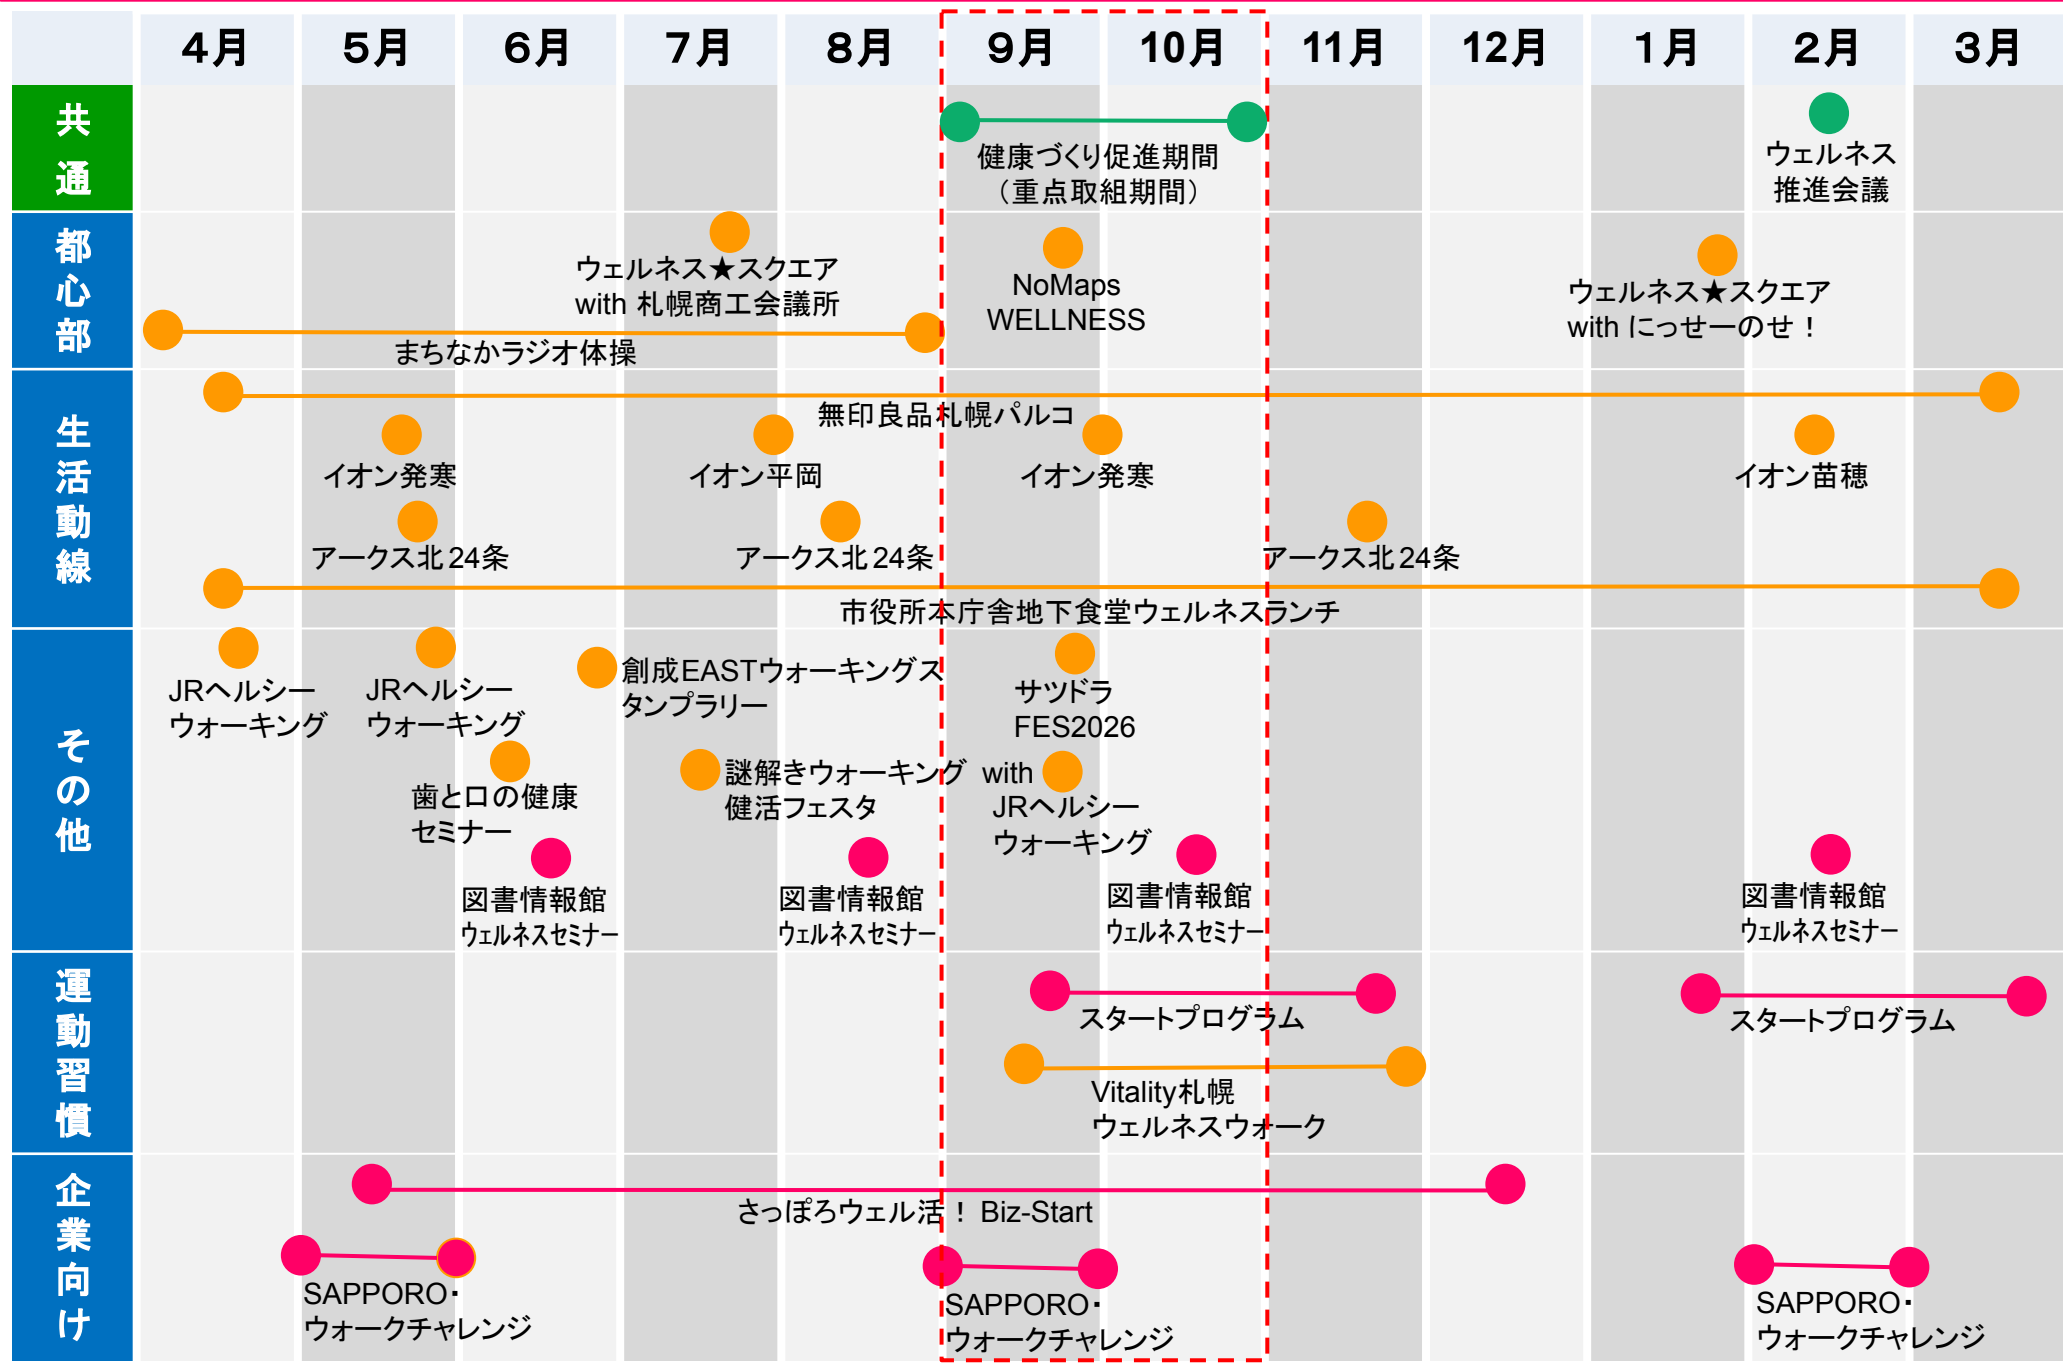 4月 5月 6月 7月 8月 9月 10月 11月 12月 1月 2月 3月
共通
健康づくり促進期間
（重点取組期間）
ウェルネス
推進会議
都心部
ウェルネス★スクエア
with 札幌商工会議所
NoMaps
WELLNESS
ウェルネス★スクエア
with にっせーのせ！
まちなかラジオ体操
生活動線
無印良品札幌パルコ
イオン発寒
イオン平岡
イオン発寒
イオン苗穂
アークス北24条
アークス北24条
アークス北24条
市役所本庁舎地下食堂ウェルネスランチ
その他
JRヘルシー
ウォーキング
JRヘルシー
ウォーキング
創成EASTウォーキングス
タンプラリー
サツドラ
FES2026
歯と口の健康
セミナー
謎解きウォーキング
健活フェスタ
with
JRヘルシー
ウォーキング
図書情報館
ウェルネスセミナー
図書情報館
ウェルネスセミナー
図書情報館
ウェルネスセミナー
図書情報館
ウェルネスセミナー
運動習慣
スタートプログラム
スタートプログラム
Vitality札幌
ウェルネスウォーク
企業向け
さっぽろウェル活！ Biz-Start
SAPPORO・
ウォークチャレンジ
SAPPORO・
ウォークチャレンジ
SAPPORO・
ウォークチャレンジ